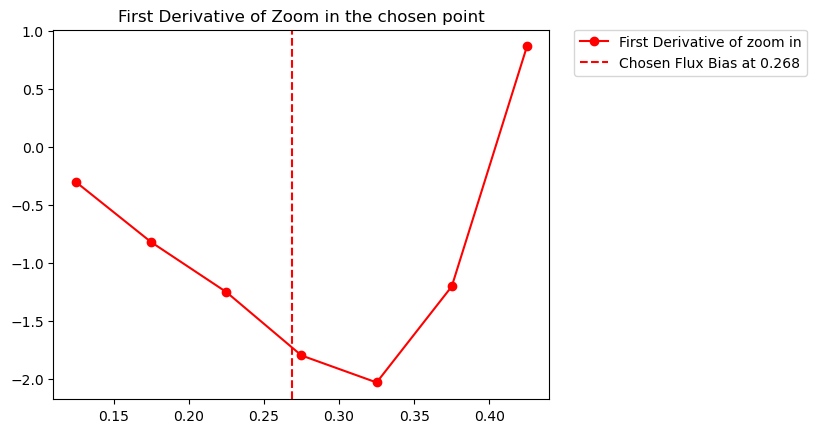 First Derivative of Zoom in the chosen point
First Derivative of zoom in
Chosen Flux Bias at 0.268
1.0
0.5
0.0
−0.5
−1.0
−1.5
−2.0
0.15 0.20 0.25 0.30 0.35 0.40